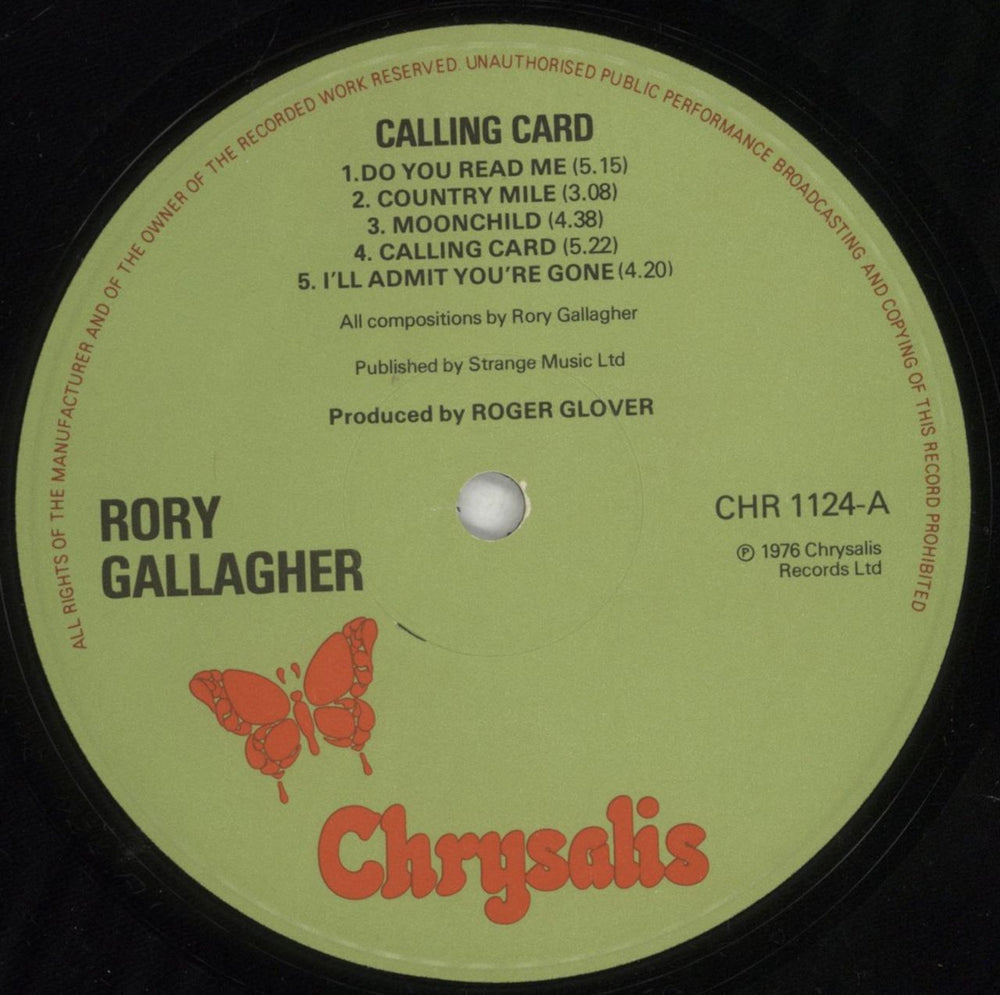 ALL RIGHTS OF THE MANUFACTURER AND OF THE OWNER OF THE RECORDED WORK RESERVED. UNAUTHORISED PUBLIC PERFORMANCE BROADCASTING AND COPYING OF THIS RECORD PROHIBITED
CALLING CARD
1.DO YOU READ ME (5.15)
2. COUNTRY MILE (3.08)
3. MOONCHILD (4.38)
4. CALLING CARD (5.22)
5. I'LL ADMIT YOU'RE GONE (4.20)
All compositions by Rory Gallagher
Published by Strange Music Ltd
Produced by ROGER GLOVER
RORY
GALLAGHER
CHR 1124-A
℗ 1976 Chrysalis
Records Ltd
Chrysalis